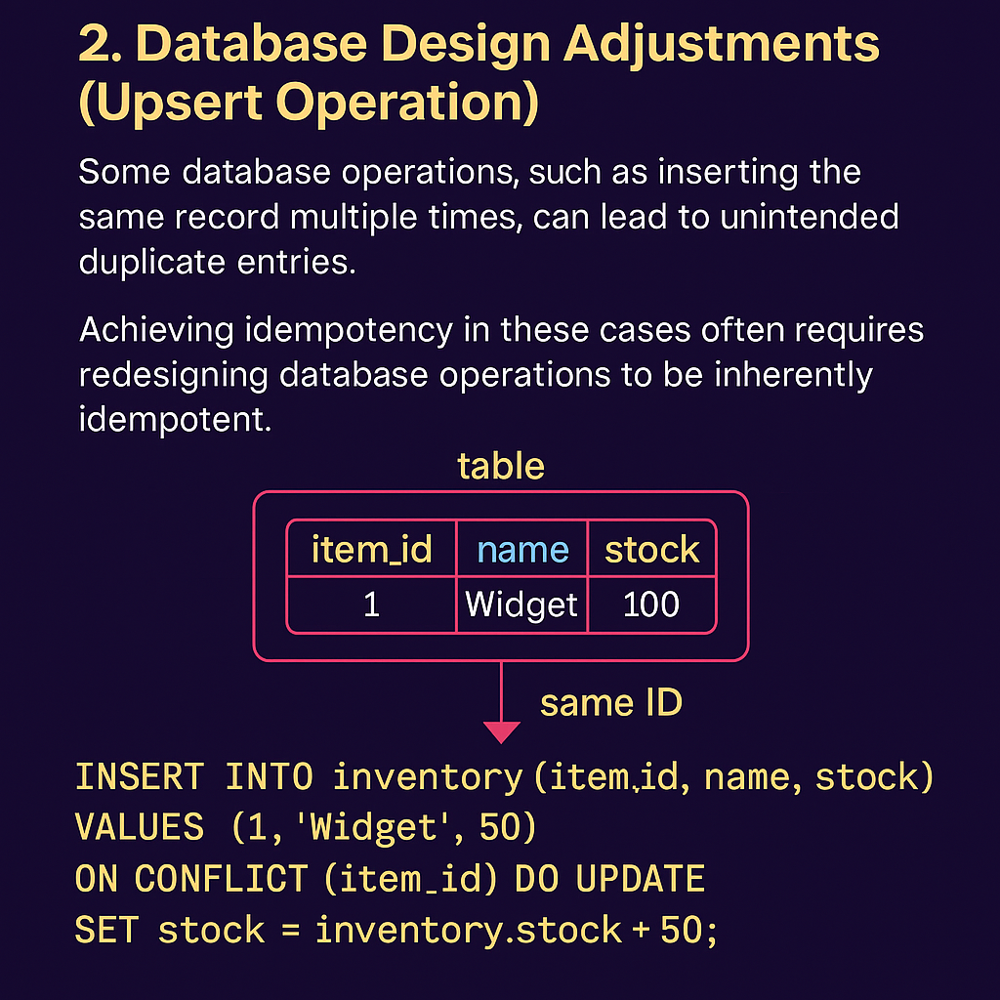 2. Database Design Adjustments
(Upsert Operation)
Some database operations, such as inserting the
same record multiple times, can lead to unintended
duplicate entries.
Achieving idempotency in these cases often requires
redesigning database operations to be inherently
idempotent.
table
item_id name stock
1 Widget 100
same ID
INSERT INTO inventory (item.id, name, stock)
VALUES (1, 'Widget', 50)
ON CONFLICT (item_id) DO UPDATE
SET stock = inventory.stock + 50;